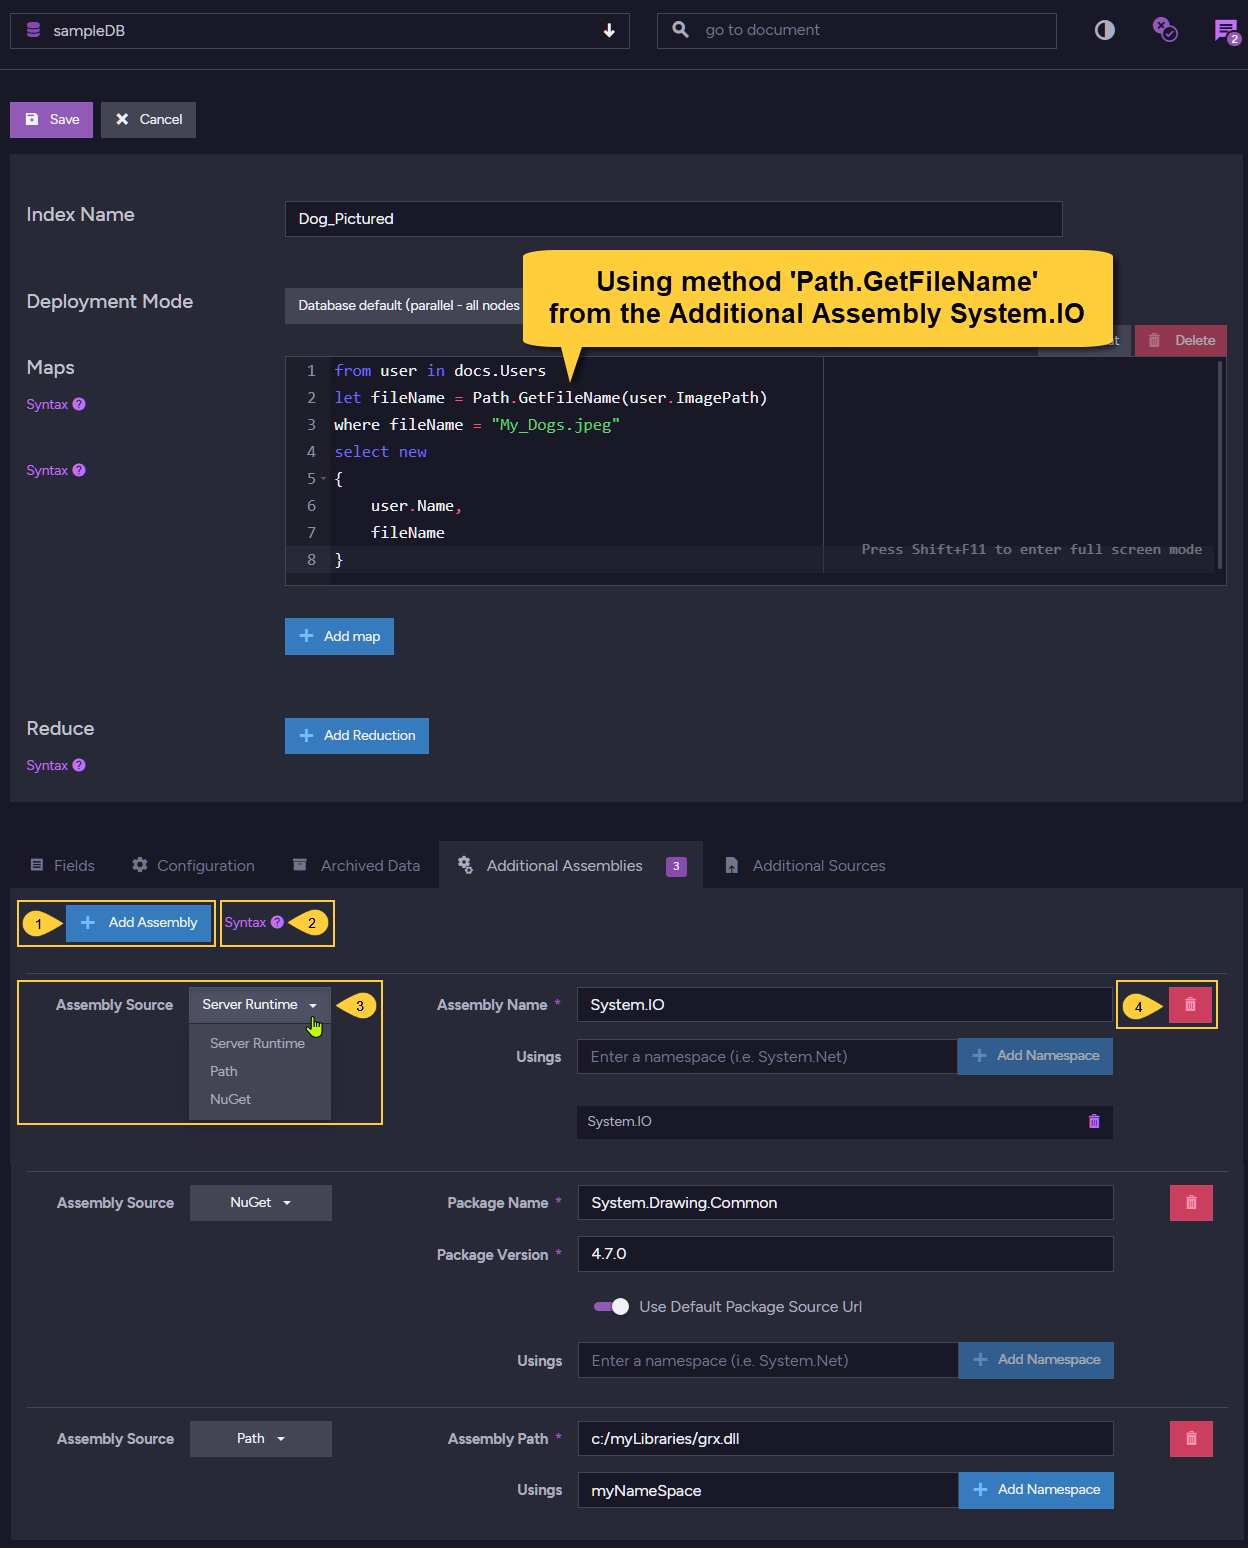 sampleDB
go to document
2
Save
Cancel
Index Name
Dog_Pictured
Using method 'Path.GetFileName'
from the Additional Assembly System.IO
Deployment Mode
Database default (parallel - all nodes
Delete
Maps
Syntax ?
Syntax ?
1 from user in docs.Users
2 let fileName = Path.GetFileName(user.ImagePath)
3 where fileName = "My_Dogs.jpeg"
4 select new
5 {
6 user.Name,
7 fileName
8 }
Press Shift+F11 to enter full screen mode
Add map
Reduce
Add Reduction
Syntax ?
Fields
Configuration
Archived Data
Additional Assemblies 3
Additional Sources
1
Add Assembly
Syntax ?
2
Assembly Source
Server Runtime
3
Server Runtime
Path
NuGet
Assembly Name *
System.IO
4
Usings
Enter a namespace (i.e. System.Net)
Add Namespace
System.IO
Assembly Source
NuGet
Package Name *
System.Drawing.Common
Package Version *
4.7.0
Use Default Package Source Url
Usings
Enter a namespace (i.e. System.Net)
Add Namespace
Assembly Source
Path
Assembly Path *
c:/myLibraries/grx.dll
Usings
myNameSpace
Add Namespace